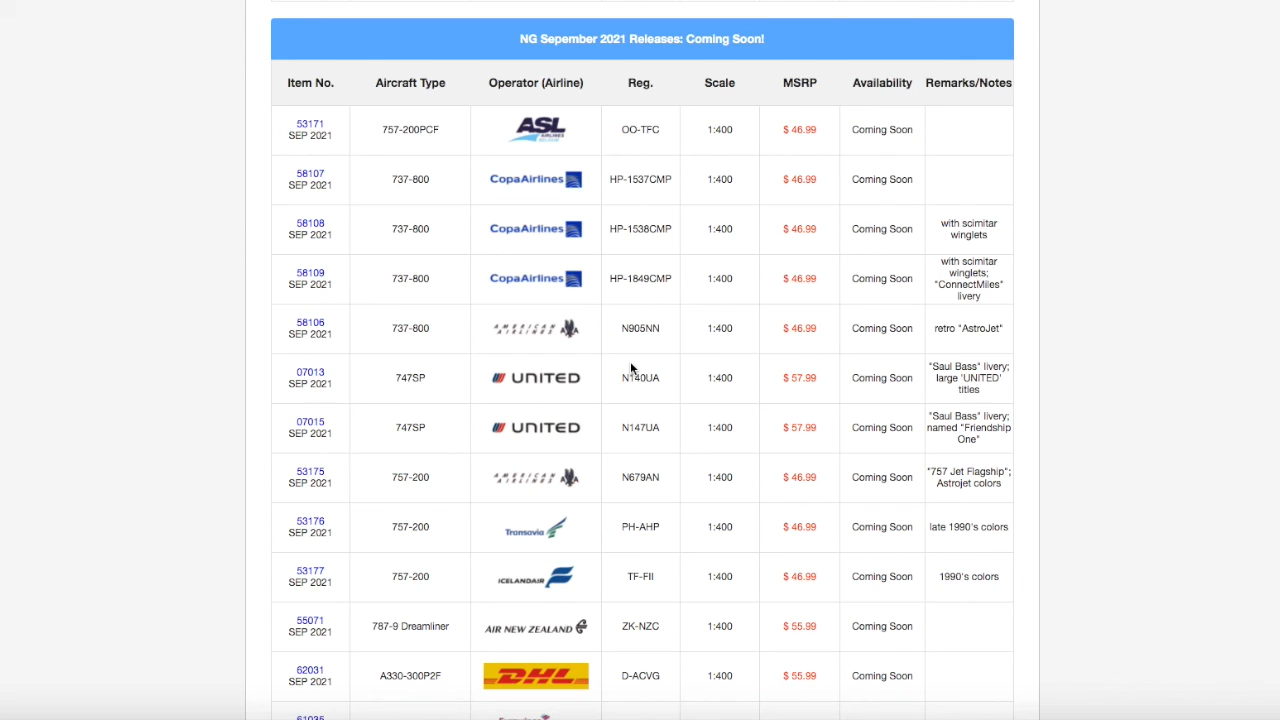 NG Sepember 2021 Releases: Coming Soon!
Item No. Aircraft Type Operator (Airline) Reg. Scale MSRP Availability Remarks/Notes
53171
SEP 2021
757-200PCF
ASL
AIRLINES
BELGIUM
OO-TFC 1:400 $ 46.99 Coming Soon
58107
SEP 2021
737-800 CopaAirlines HP-1537CMP 1:400 $ 46.99 Coming Soon
58108
SEP 2021
737-800 CopaAirlines HP-1538CMP 1:400 $ 46.99 Coming Soon
with scimitar
winglets
58109
SEP 2021
737-800 CopaAirlines HP-1849CMP 1:400 $ 46.99 Coming Soon
with scimitar
winglets;
"ConnectMiles"
livery
58106
SEP 2021
737-800
AMERICAN
AIRLINES
N905NN 1:400 $ 46.99 Coming Soon retro "AstroJet"
07013
SEP 2021
747SP UNITED N140UA 1:400 $ 57.99 Coming Soon
"Saul Bass" livery;
large 'UNITED'
titles
07015
SEP 2021
747SP UNITED N147UA 1:400 $ 57.99 Coming Soon
"Saul Bass" livery;
named "Friendship
One"
53175
SEP 2021
757-200
AMERICAN
AIRLINES
N679AN 1:400 $ 46.99 Coming Soon
"757 Jet Flagship";
Astrojet colors
53176
SEP 2021
757-200 Transavia PH-AHP 1:400 $ 46.99 Coming Soon late 1990's colors
53177
SEP 2021
757-200 ICELANDAIR TF-FII 1:400 $ 46.99 Coming Soon 1990's colors
55071
SEP 2021
787-9 Dreamliner AIR NEW ZEALAND ZK-NZC 1:400 $ 55.99 Coming Soon
62031
SEP 2021
A330-300P2F DHL D-ACVG 1:400 $ 55.99 Coming Soon